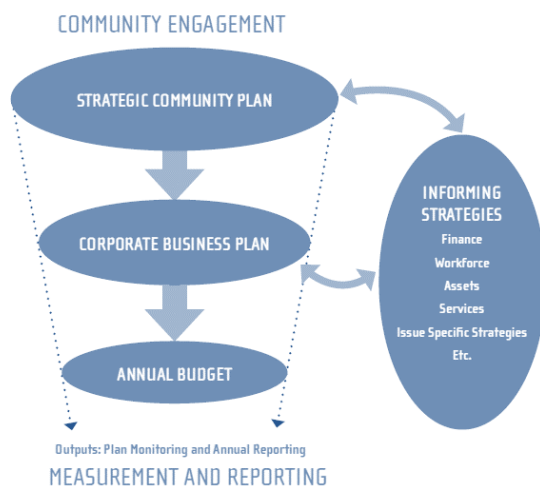 COMMUNITY ENGAGEMENT
STRATEGIC COMMUNITY PLAN
CORPORATE BUSINESS PLAN
ANNUAL BUDGET
INFORMING
STRATEGIES
Finance
Workforce
Assets
Services
Issue Specific Strategies
Etc.
Outputs: Plan Monitoring and Annual Reporting
MEASUREMENT AND REPORTING